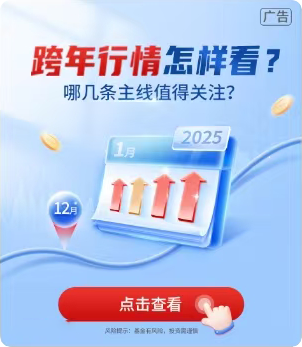 广告
跨年行情怎样看？
哪几条主线值得关注？
2025
1月
12月
点击查看
风险提示：基金有风险，投资需谨慎